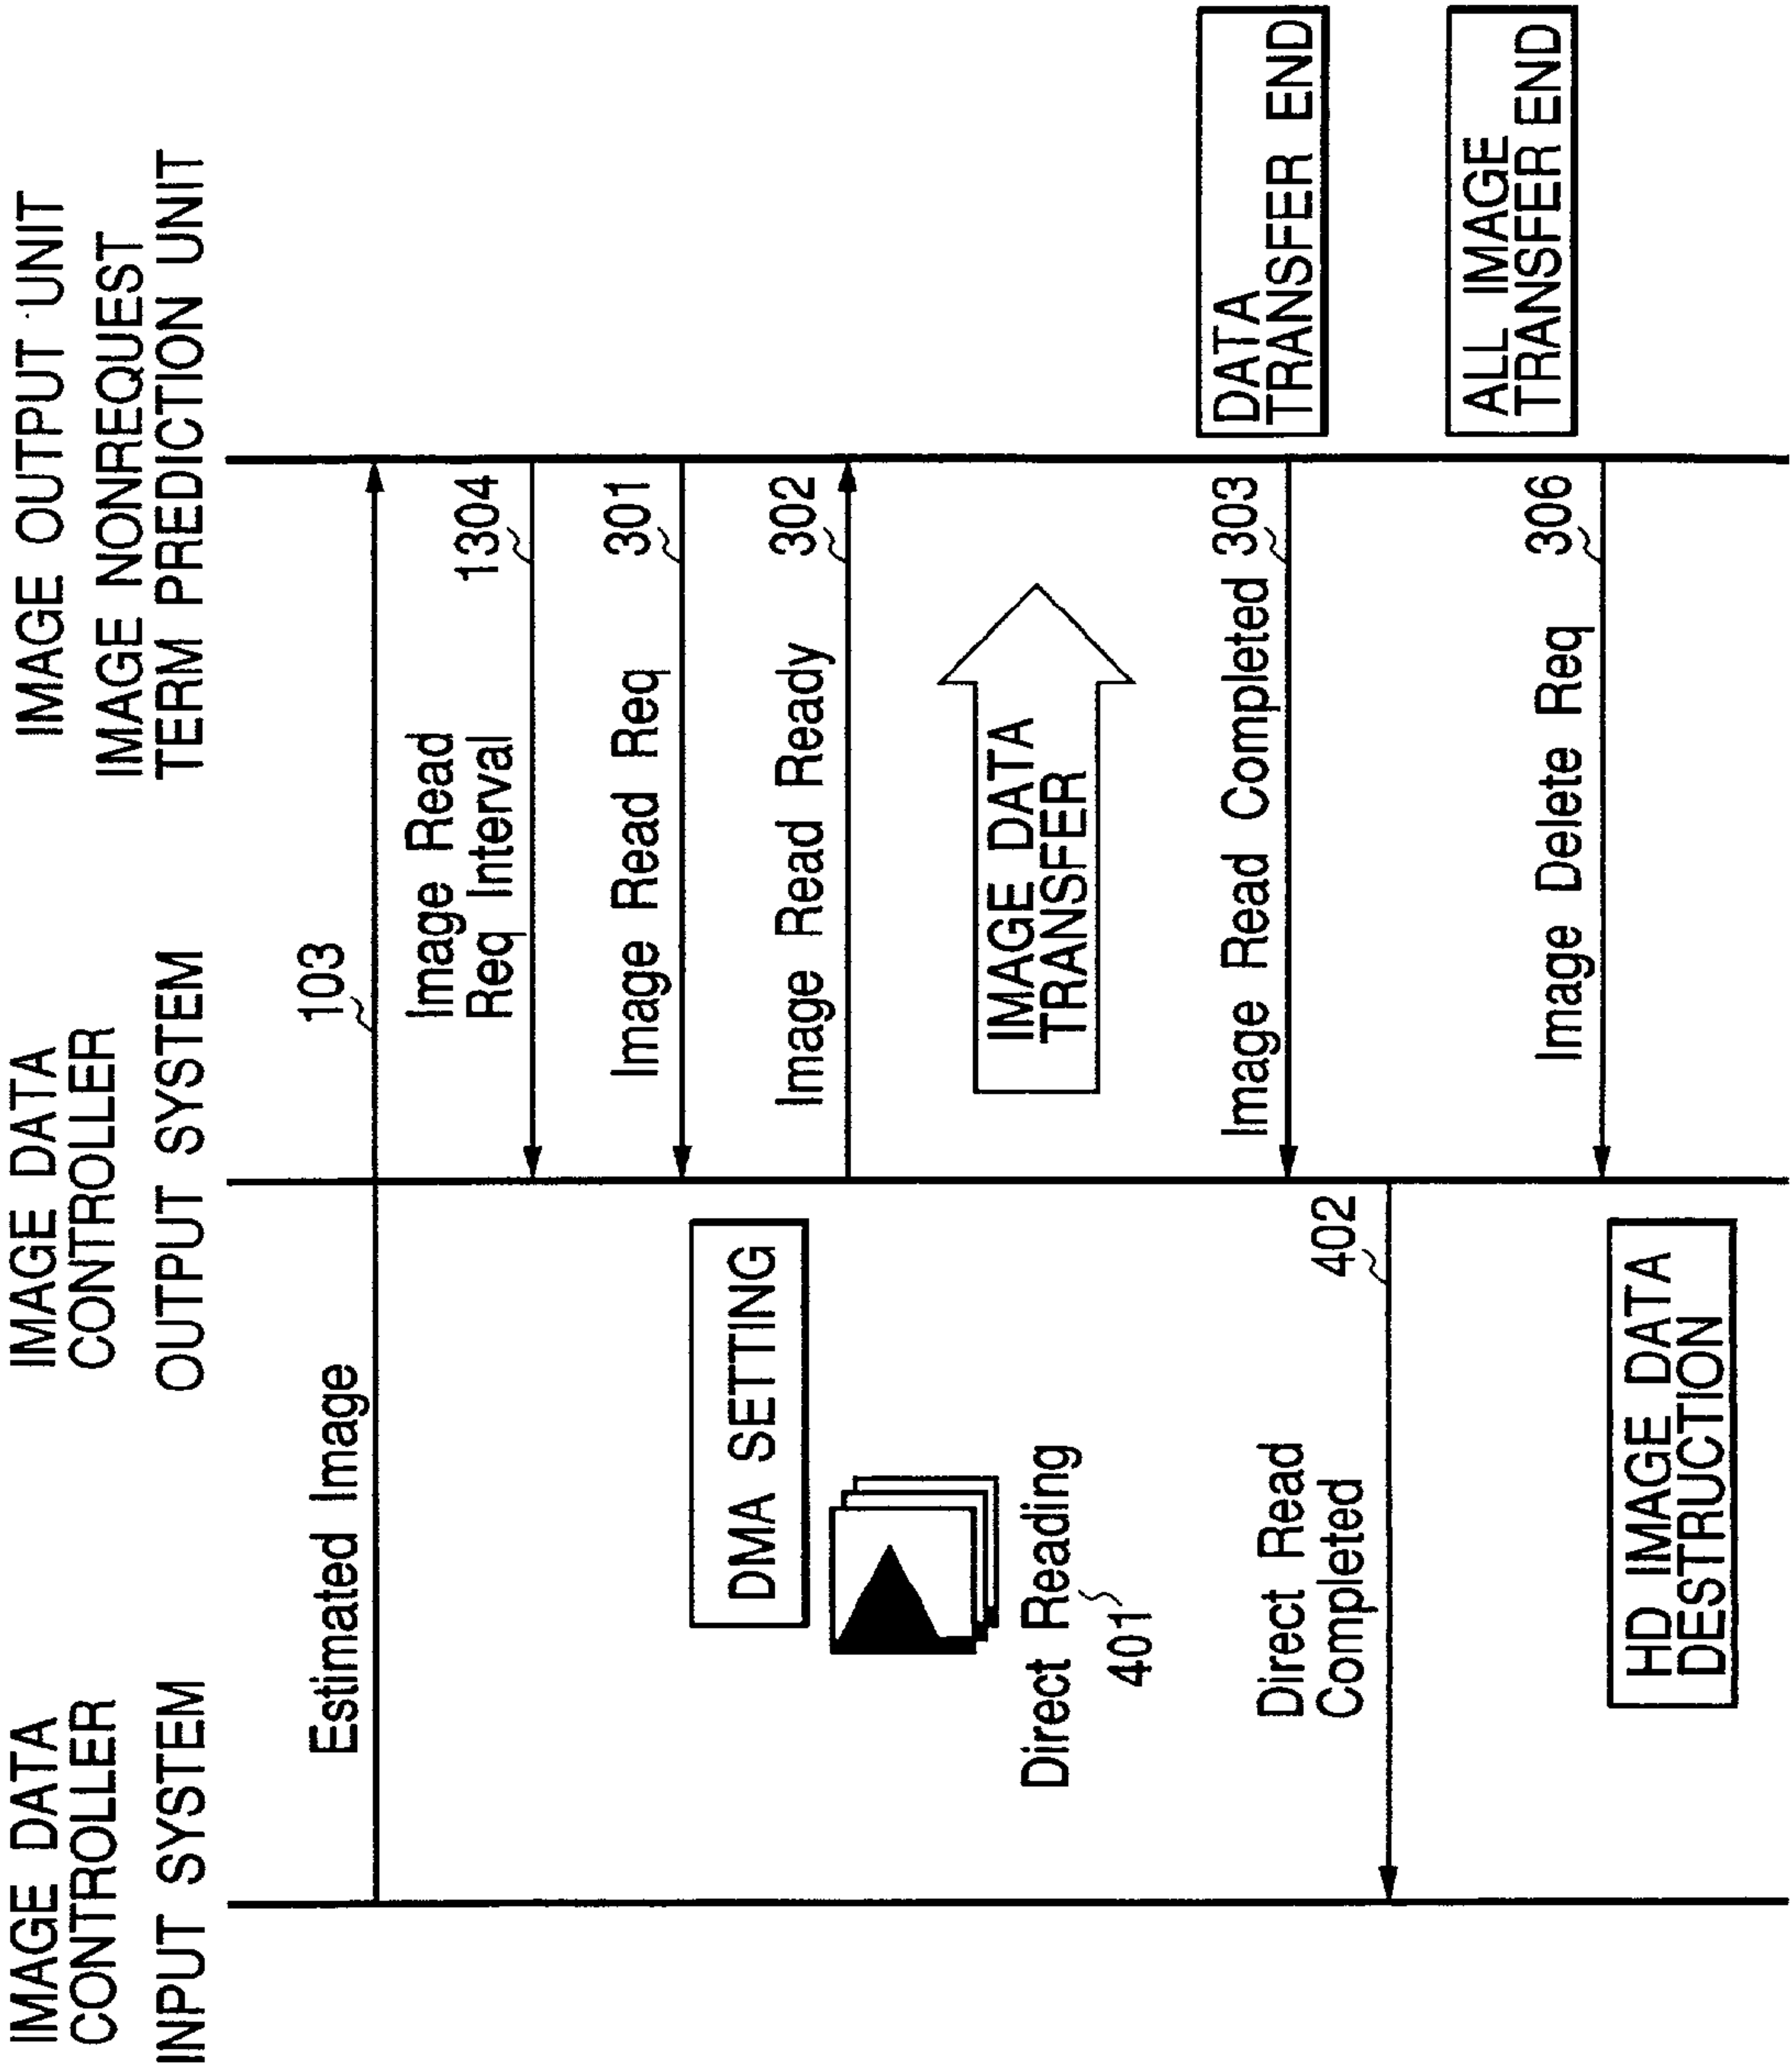 IMAGE DATA
CONTROLLER
INPUT SYSTEM
IMAGE DATA
CONTROLLER
OUTPUT SYSTEM
IMAGE OUTPUT UNIT
IMAGE NONREQUEST
TERM PREDICTION UNIT
Estimated Image
103
Image Read
Req Interval
1304
Image Read Req
301
DMA SETTING
Image Read Ready
302
Direct Reading
401
IMAGE DATA
TRANSFER
Image Read Completed
303
DATA
TRANSFER END
Direct Read
Completed
402
ALL IMAGE
TRANSFER END
Image Delete Req
306
HD IMAGE DATA
DESTRUCTION